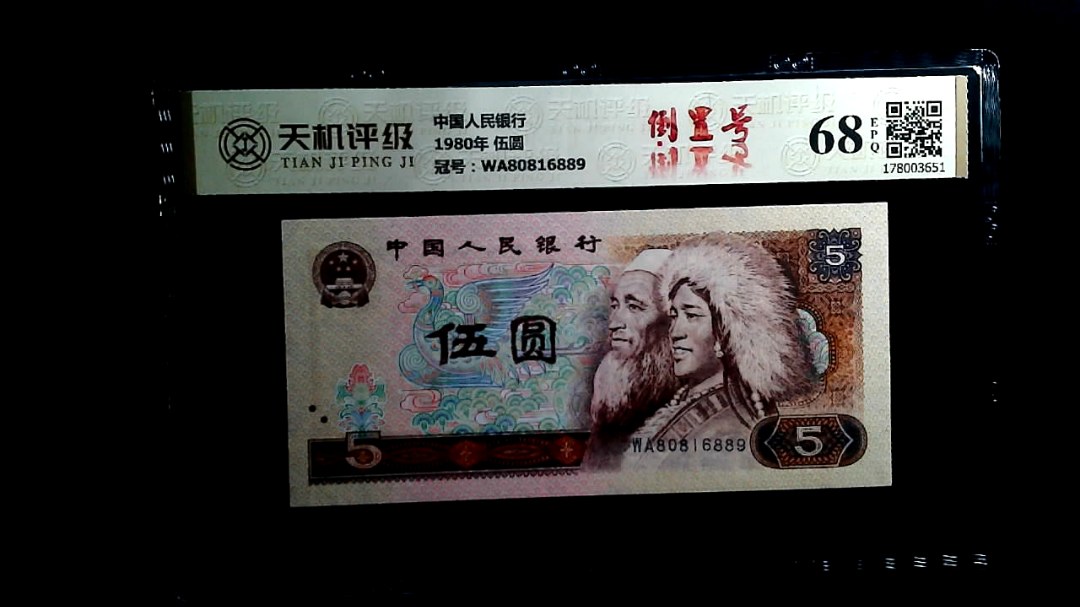 天机评级
TIAN JI PING JI
中国人民银行
1980年 伍圆
冠号：WA80816889
倒置号
68
EPQ
178003651
中国人民银行
5
伍圆
5
WA80816889
5